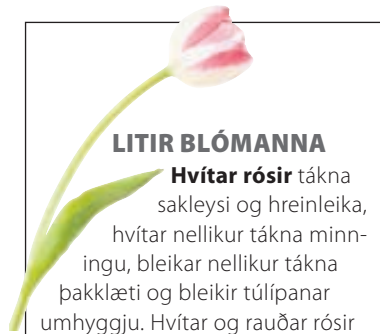 LITIR BLÓMANNA
Hvítar rósir tákna
sakleysi og hreinleika,
hvítar nellikur tákna minn-
ingu, bleikar nellikur tákna
þakklæti og bleikir túlípanar
umhyggju. Hvítar og rauðar rósir